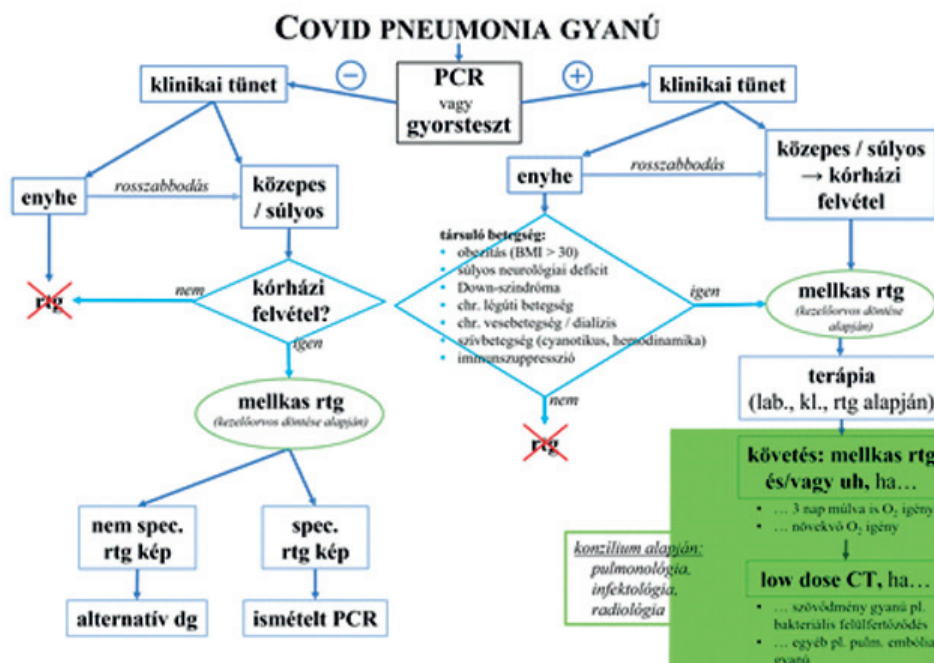 COVID PNEUMONIA GYANÚ
PCR
vagy
gyorsteszt
klinikai tünet
klinikai tünet
enyhe
rosszabbodás
közepes
/ súlyos
rtg
nem
kórházi
felvétel?
igen
mellkas rtg
(kezelőorvos döntése alapján)
nem spec.
rtg kép
spec.
rtg kép
alternatív dg
ismételt PCR
enyhe
rosszabbodás
közepes / súlyos
→ kórházi
felvétel
társuló betegség:
• obezitás (BMI > 30)
• súlyos neurológiai deficit
• Down-szindróma
• chr. légúti betegség
• chr. vesebetegség / dialízis
• szívbetegség (cyanotikus, hemodinamika)
• immunszuppresszió
igen
nem
rtg
mellkas rtg
(kezelőorvos döntése
alapján)
terápia
(lab., kl., rtg alapján)
követés: mellkas rtg
és/vagy uh, ha…
• … 3 nap múlva is O₂ igény
• … növekvő O₂ igény
konzílium alapján:
pulmonológia,
infektológia,
radiológia
low dose CT, ha…
• … szövődmény gyanú pl.
bakteriális felülfertőződés
• … egyéb pl. pulm. embólia
gyanú